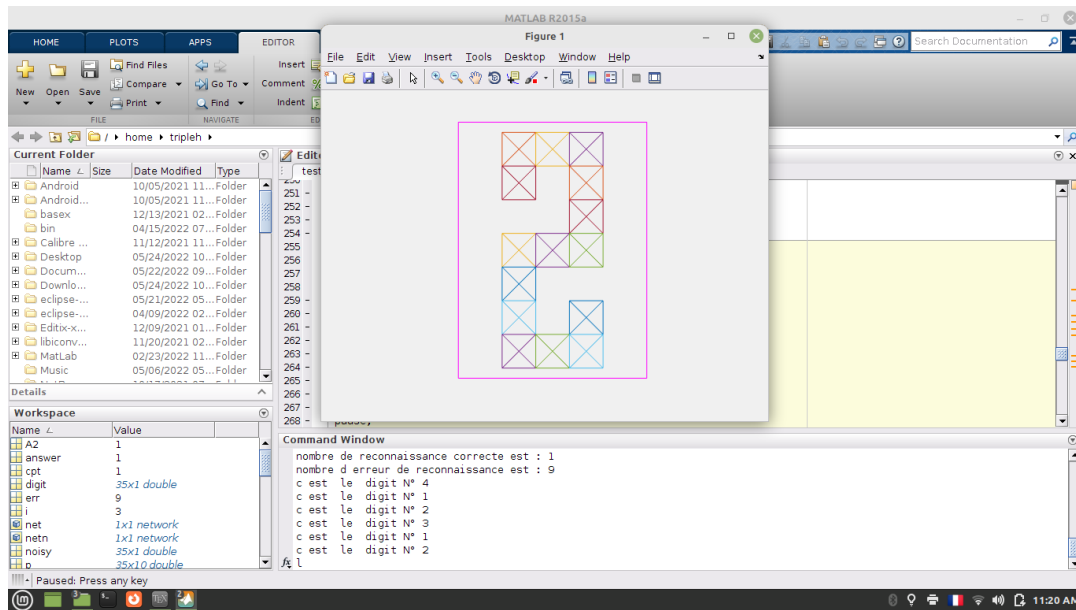 MATLAB R2015a
Figure 1
HOME PLOTS APPS EDITOR
Search Documentation
File Edit View Insert Tools Desktop Window Help
New Open Save
Find Files
Compare
Print
Go To
Find
Insert
Comment
Indent
FILE NAVIGATE
/ home tripleh
Current Folder
Name Size Date Modified Type
Android 10/05/2021 11... Folder
Android... 10/05/2021 11... Folder
basex 12/13/2021 02... Folder
bin 04/15/2022 07... Folder
Calibre ... 11/12/2021 11... Folder
Desktop 05/24/2022 10... Folder
Docum... 05/22/2022 09... Folder
Downlo... 05/24/2022 10... Folder
eclipse-... 05/21/2022 05... Folder
eclipse-... 04/09/2022 02... Folder
Editix-x... 12/09/2021 01... Folder
libiconv... 11/20/2021 02... Folder
MatLab 02/23/2022 11... Folder
Music 05/06/2022 05... Folder
Details
Workspace
Name Value
A2 1
answer 1
cpt 1
digit 35x1 double
err 9
i 3
net 1x1 network
netn 1x1 network
noisy 35x1 double
p 35x10 double
251 -
252 -
253 -
254 -
255
256
257
258
259 -
260 -
261 -
262 -
263 -
264 -
265 -
266 -
267 -
268 - pause;
Command Window
nombre de reconnaissance correcte est : 1
nombre d erreur de reconnaissance est : 9
c est le digit N° 4
c est le digit N° 1
c est le digit N° 2
c est le digit N° 3
c est le digit N° 1
c est le digit N° 2
fx l
Paused: Press any key
11:20 AM